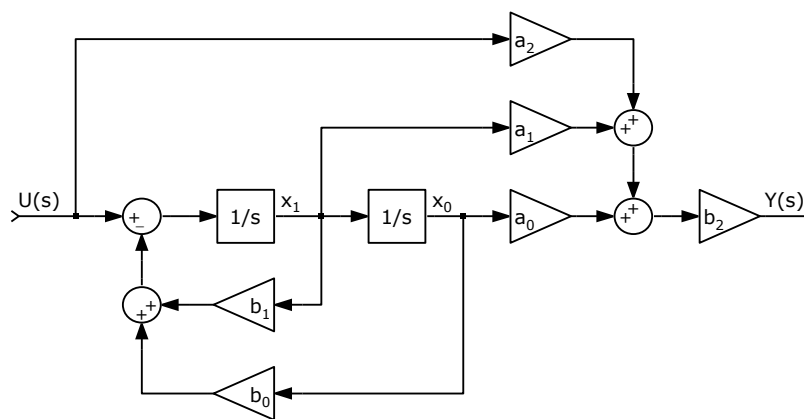 a₂
+
+
a₁
+
U(s)
x₁
x₀
+
−
1/s
1/s
a₀
+
+
b₂
Y(s)
+
+
b₁
b₀